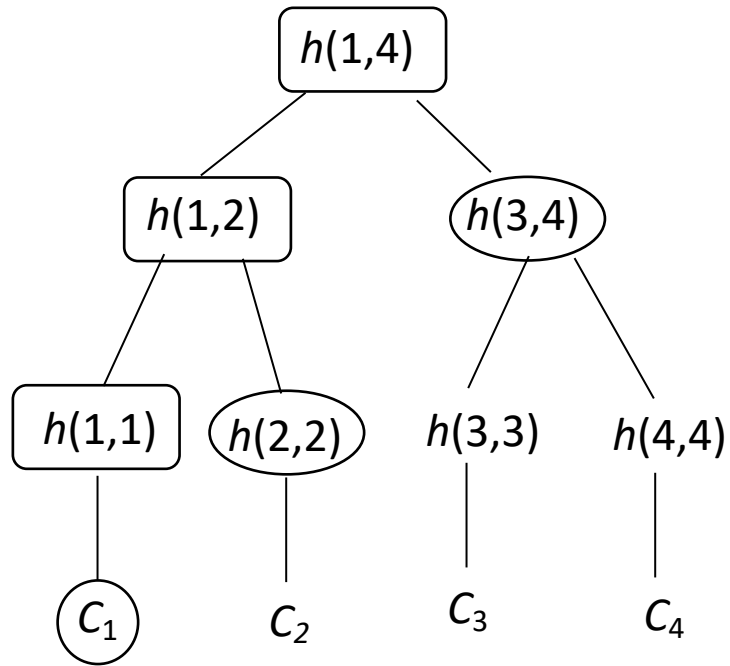 h(1,4)
h(1,2)
h(3,4)
h(1,1)
h(2,2)
h(3,3)
h(4,4)
C₁
C₂
C₃
C₄